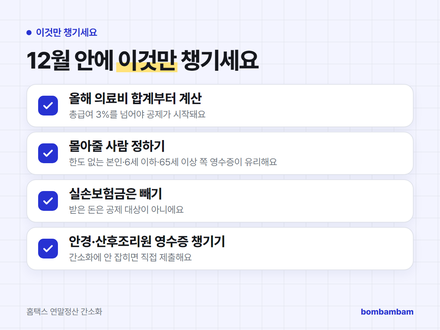 이것만 챙기세요
12월 안에 이것만 챙기세요
올해 의료비 합계부터 계산
총급여 3%를 넘어야 공제가 시작돼요
몰아줄 사람 정하기
한도 없는 본인·6세 이하·65세 이상 쪽 영수증이 유리해요
실손보험금은 빼기
받은 돈은 공제 대상이 아니에요
안경·산후조리원 영수증 챙기기
간소화에 안 잡히면 직접 제출해요
홈택스 연말정산 간소화
bombambam